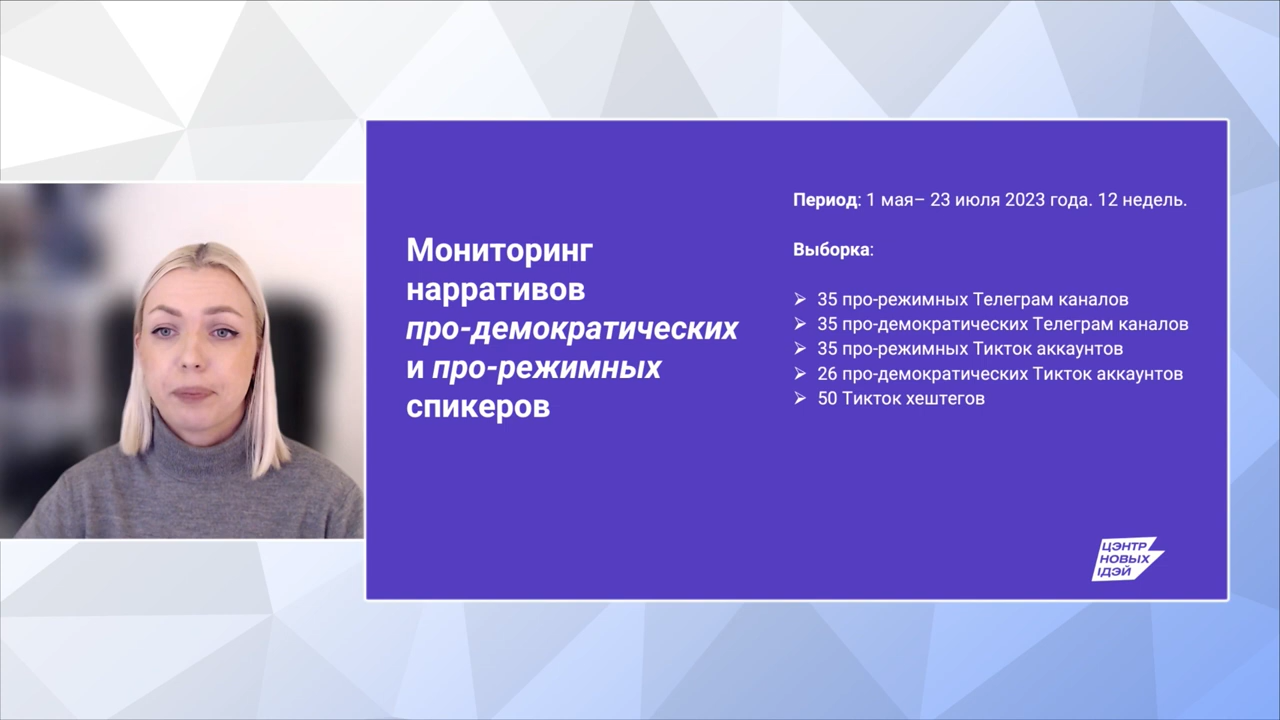 Мониторинг
нарративов
про-демократических
и про-режимных
спикеров
Период: 1 мая– 23 июля 2023 года. 12 недель.
Выборка:
➢ 35 про-режимных Телеграм каналов
➢ 35 про-демократических Телеграм каналов
➢ 35 про-режимных Тикток аккаунтов
➢ 26 про-демократических Тикток аккаунтов
➢ 50 Тикток хештегов
ЦЭНТР
НОВЫХ
ІДЭЙ